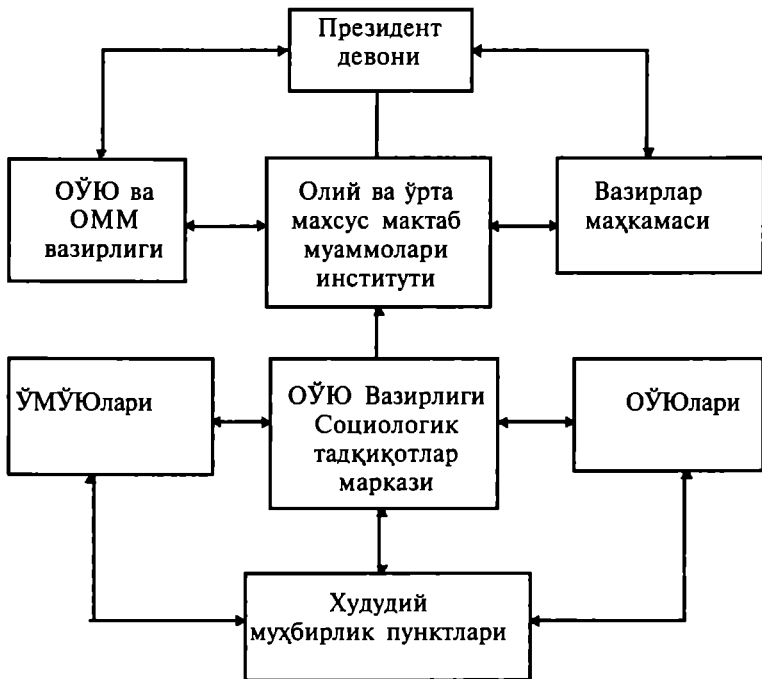 Президент
девони
ОЎЮ ва
ОММ
вазирлиги
Олий ва ўрта
махсус мактаб
муаммолари
институти
Вазирлар
маҳкамаси
ЎМЎЮлари
ОЎЮ Вазирлиги
Социологик
тадқиқотлар
маркази
ОЎЮлари
Худудий
муҳбирлик пунктлари